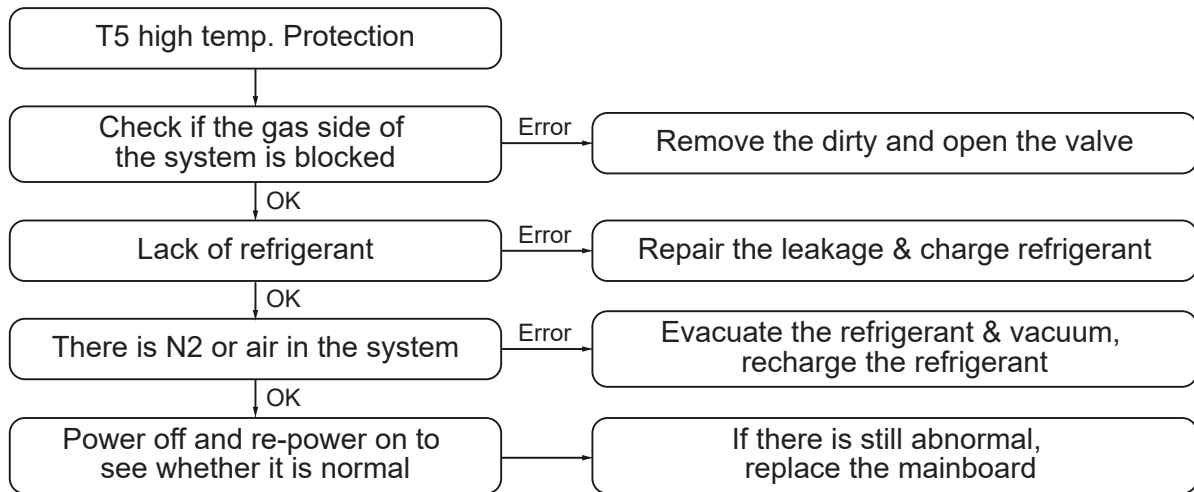 T5 high temp. Protection
Check if the gas side of
the system is blocked
Error
Remove the dirty and open the valve
OK
Lack of refrigerant
Error
Repair the leakage & charge refrigerant
OK
There is N2 or air in the system
Error
Evacuate the refrigerant & vacuum,
recharge the refrigerant
OK
Power off and re-power on to
see whether it is normal
If there is still abnormal,
replace the mainboard